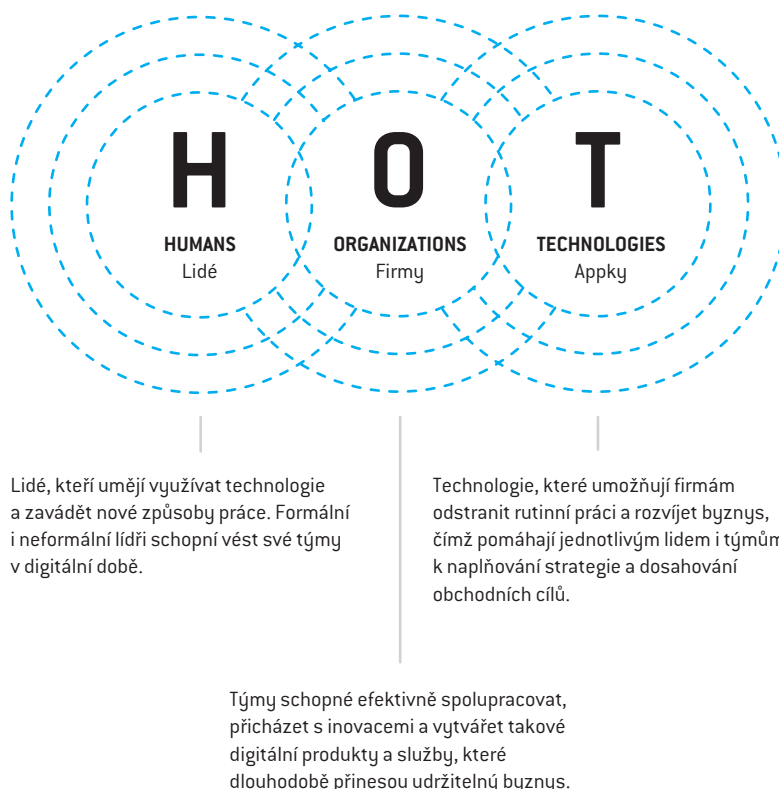 H
HUMANS
Lidé
O
ORGANIZATIONS
Firmy
T
TECHNOLOGIES
Appky
Lidé, kteří umějí využívat technologie
a zavádět nové způsoby práce. Formální
i neformální lídři schopní vést své týmy
v digitální době.
Technologie, které umožňují firmám
odstranit rutinní práci a rozvíjet byznys,
čímž pomáhají jednotlivým lidem i týmům
k naplňování strategie a dosahování
obchodních cílů.
Týmy schopné efektivně spolupracovat,
přicházet s inovacemi a vytvářet takové
digitální produkty a služby, které
dlouhodobě přinesou udržitelný byznys.